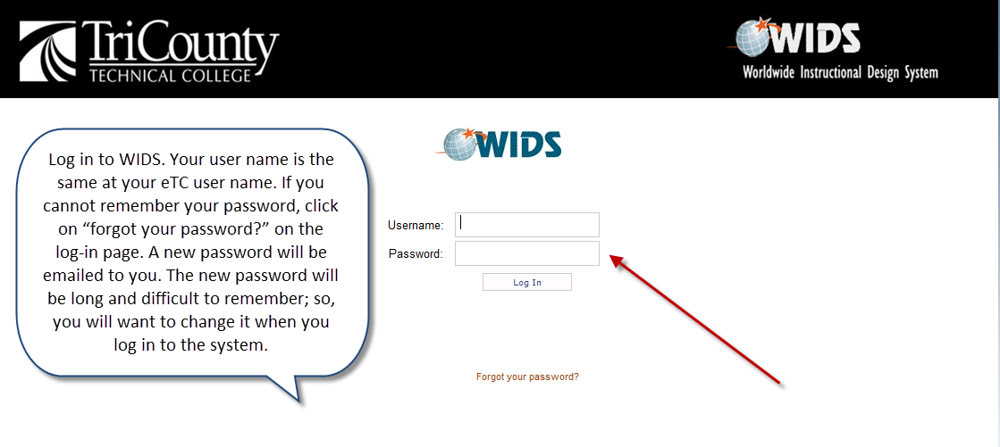 TriCounty
TECHNICAL COLLEGE
WIDS
Worldwide Instructional Design System
WIDS
Log in to WIDS. Your user name is the
same at your eTC user name. If you
cannot remember your password, click
on “forgot your password?” on the
log-in page. A new password will be
emailed to you. The new password will
be long and difficult to remember; so,
you will want to change it when you
log in to the system.
Username:
Password:
Log In
Forgot your password?